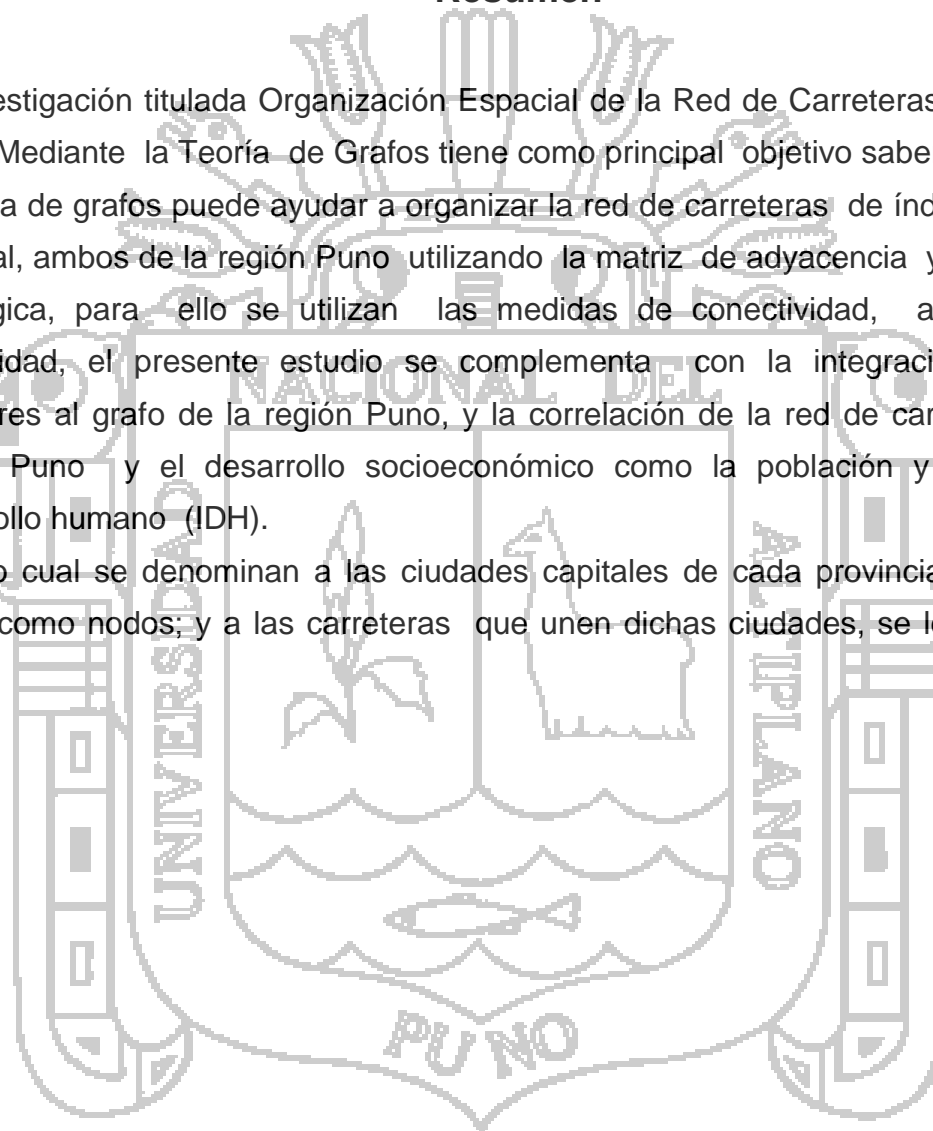 Resumen
estigación titulada Organización Espacial de la Red de Carreteras
Mediante la Teoría de Grafos tiene como principal objetivo sabe
a de grafos puede ayudar a organizar la red de carreteras de índ
al, ambos de la región Puno utilizando la matriz de adyacencia y
gica, para ello se utilizan las medidas de conectividad, a
idad, el presente estudio se complementa con la integraci
res al grafo de la región Puno, y la correlación de la red de car
Puno y el desarrollo socioeconómico como la población y
ollo humano (IDH).
o cual se denominan a las ciudades capitales de cada provincia
como nodos; y a las carreteras que unen dichas ciudades, se l
NACIONAL DEL
UNIVERSIDAD
ALTIPLANO
PUNO